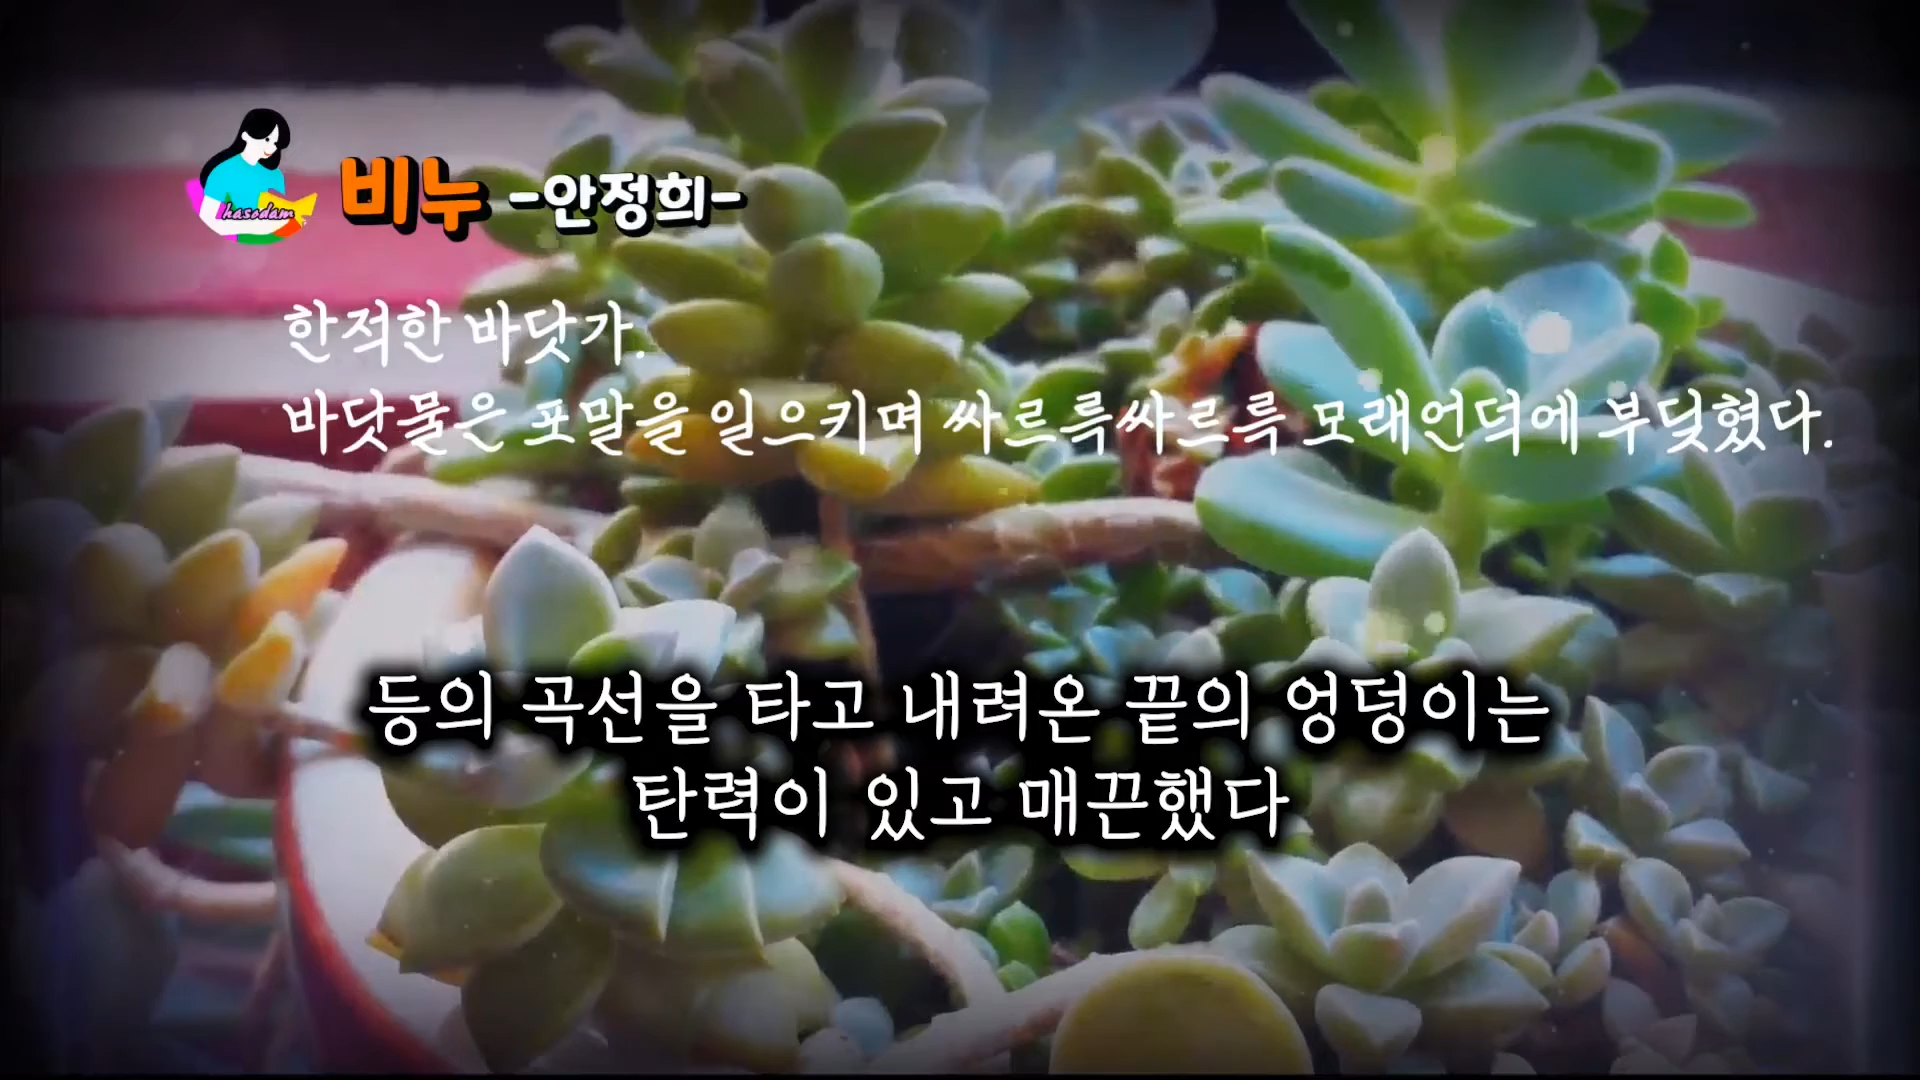 hasodam
비누 -안정희-
한적한 바닷가.
바닷물은 포말을 일으키며 싸르륵싸르륵 모래언덕에 부딪혔다.
등의 곡선을 타고 내려온 끝의 엉덩이는
탄력이 있고 매끈했다